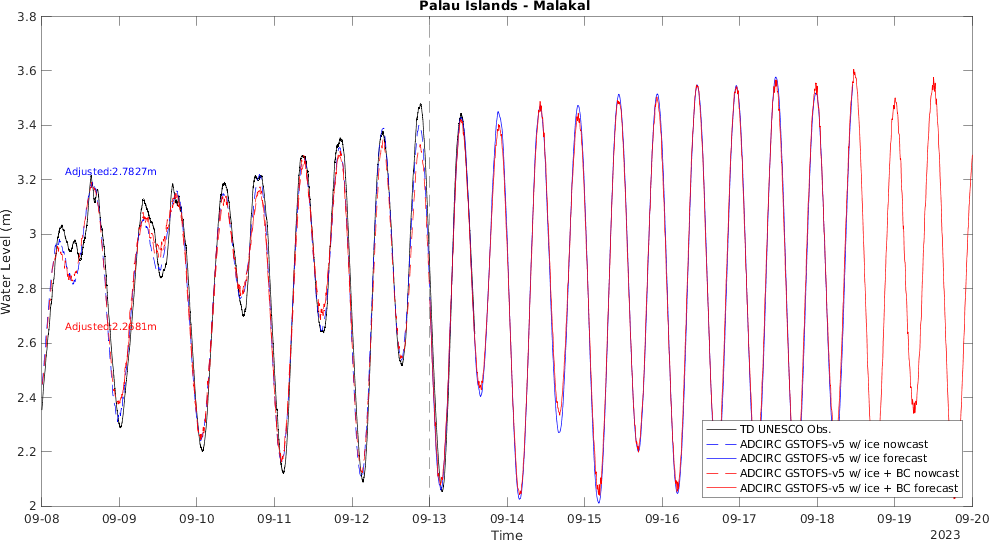 Palau Islands - Malakal
3.8
3.6
3.4
3.2
3
2.8
2.6
2.4
2.2
2
Water Level (m)
Adjusted:2.7827m
Adjusted:2.2681m
TD UNESCO Obs.
ADCIRC GSTOFS-v5 w/ ice nowcast
ADCIRC GSTOFS-v5 w/ ice forecast
ADCIRC GSTOFS-v5 w/ ice + BC nowcast
ADCIRC GSTOFS-v5 w/ ice + BC forecast
09-08 09-09 09-10 09-11 09-12 09-13 09-14 09-15 09-16 09-17 09-18 09-19 09-20
Time
2023